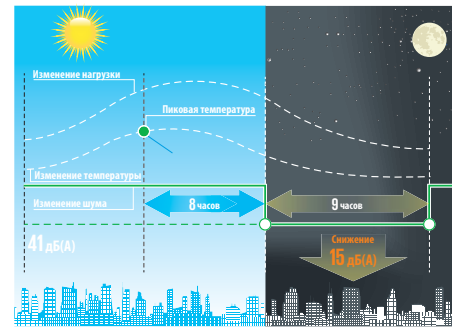 Изменение нагрузки
Пиковая температура
Изменение температуры
Изменение шума
8 часов
9 часов
41 дБ(А)
Снижение
15 дБ(А)